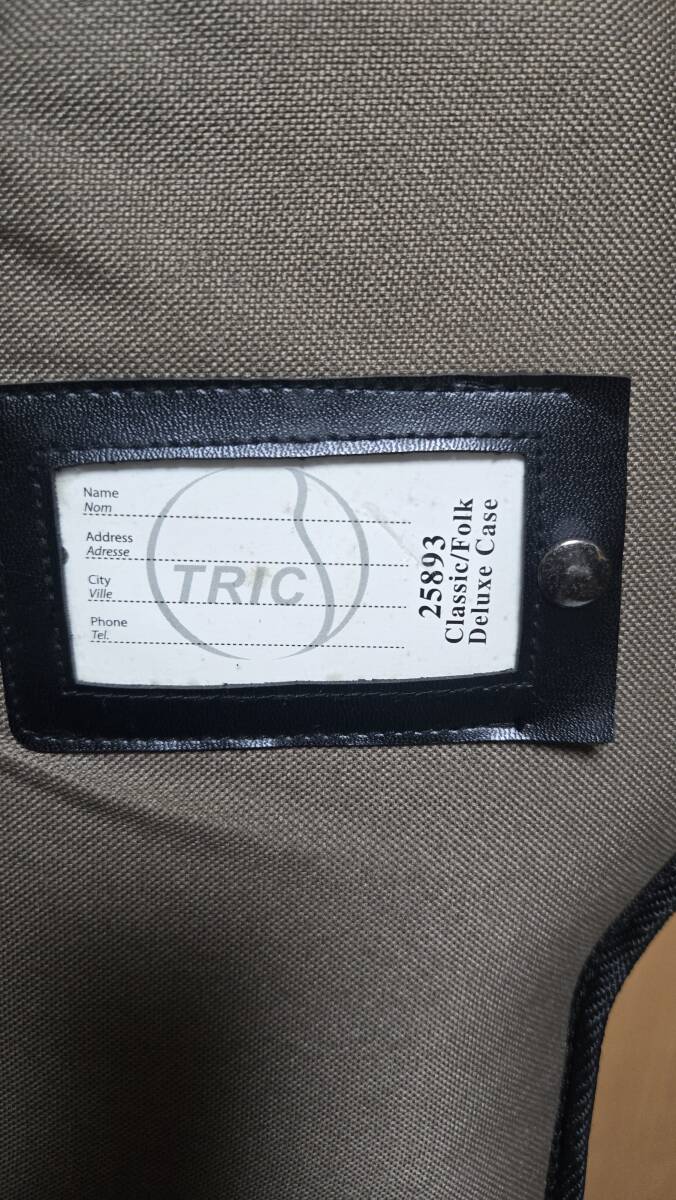 Name
Nom
Address
Adresse
City
Ville
Phone
Tel.
TRIC
25893
Classic/Folk
Deluxe Case